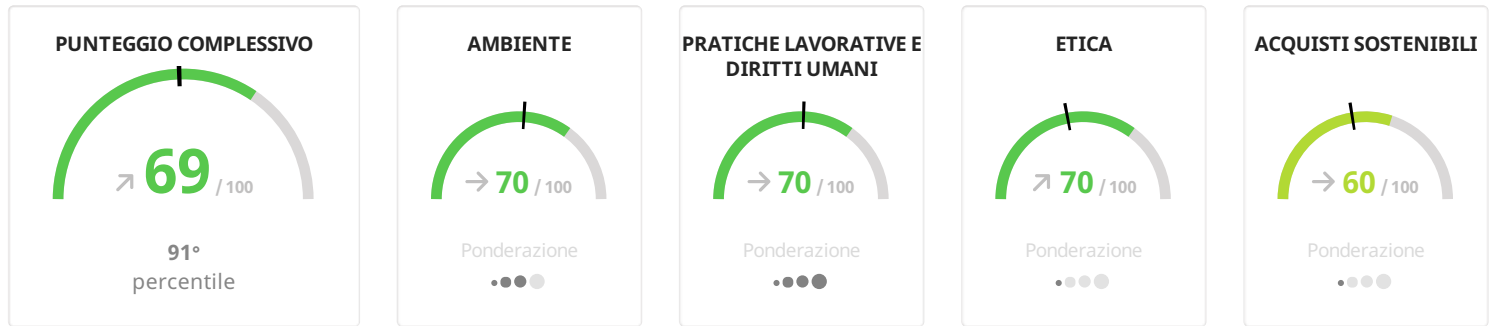 PUNTEGGIO COMPLESSIVO
69 / 100
91°
percentile
AMBIENTE
70 / 100
Ponderazione
PRATICHE LAVORATIVE E
DIRITTI UMANI
70 / 100
Ponderazione
ETICA
70 / 100
Ponderazione
ACQUISTI SOSTENIBILI
60 / 100
Ponderazione